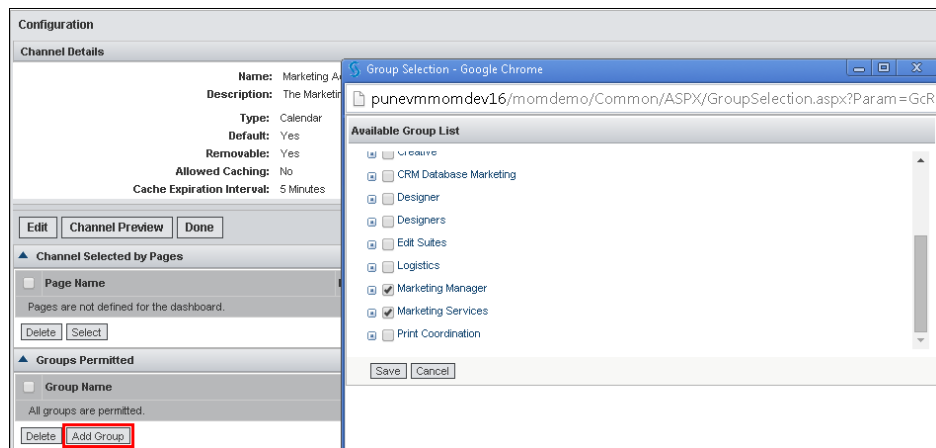 Configuration
Channel Details
Name: Marketing A
Description: The Marketin
Type: Calendar
Default: Yes
Removable: Yes
Allowed Caching: No
Cache Expiration Interval: 5 Minutes
Edit Channel Preview Done
Channel Selected by Pages
Page Name
Pages are not defined for the dashboard.
Delete Select
Groups Permitted
Group Name
All groups are permitted.
Delete Add Group
Group Selection - Google Chrome
punevmmomdev16/momdemo/Common/ASPX/GroupSelection.aspx?Param=GcR
Available Group List
Creative
CRM Database Marketing
Designer
Designers
Edit Suites
Logistics
Marketing Manager
Marketing Services
Print Coordination
Save Cancel